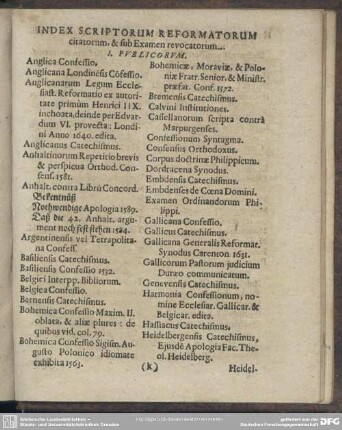 INDEX SCRIPTORUM REFORMATORUM
citatorum, & sub Examen revocatorum.
I. PVBLICORVM.
Anglica Confessio.
Anglicana Londinẽsis Cõfessio.
Anglicanarum Legum Eccle-
siast. Reformatio ex autori-
tate primùm Henrici IIX.
inchoata, deinde per Edvar-
dum VI. provecta: Londi-
ni Anno 1640. edita.
Anglicanus Catechismus.
Anhaltinorum Repetitio brevis
& perspicua Orthod. Con-
sens. 1581.
Anhalt. contra Librũ Concord.
Bekentnüß
Nothwendige Apologia 1589.
Daß die 42. Anhalt. argu-
ment noch fest stehen 1584.
Argentinensis vel Tetrapolita-
na Confess.
Basiliensis Catechismus.
Basiliensis Confessio 1532.
Belgici Interpp. Bibliorum.
Belgica Confessio.
Bernensis Catechismus.
Bohemica Confessio Maxim. II.
oblata, & aliæ plures: de
quibus vid. col. 79.
Bohemica Confessio Sigism. Au-
gusto Polonico idiomate
exhibita 1563.
Bohemicæ, Moraviæ, & Polo-
niæ Fratr. Senior. & Ministr.
præfat. Conf. 1572.
Bremensis Catechismus.
Calvini Institutiones.
Cassellanorum scripta contrà
Marpurgenses.
Confessionum Syntagma.
Consensus Orthodoxus.
Corpus doctrinæ Philippicum.
Dordracena Synodus.
Embdensis Catechismus.
Embdenses de Cœna Domini.
Examen Ordinandorum Phi-
lippi.
Gallicana Confessio.
Gallicus Catechismus.
Gallicana Generalis Reformat.
Synodus Carenton 1631.
Gallicorum Pastorum judicium
Duræo communicatum.
Genevensis Catechismus.
Harmonia Confessionum, no-
mine Ecclesiar. Gallicar. &
Belgicar. edita.
Hassiacus Catechismus.
Heidelbergensis Catechismus,
Ejusdẽ Apologia Fac. The-
ol. Heidelberg.
(k)
Heidel-